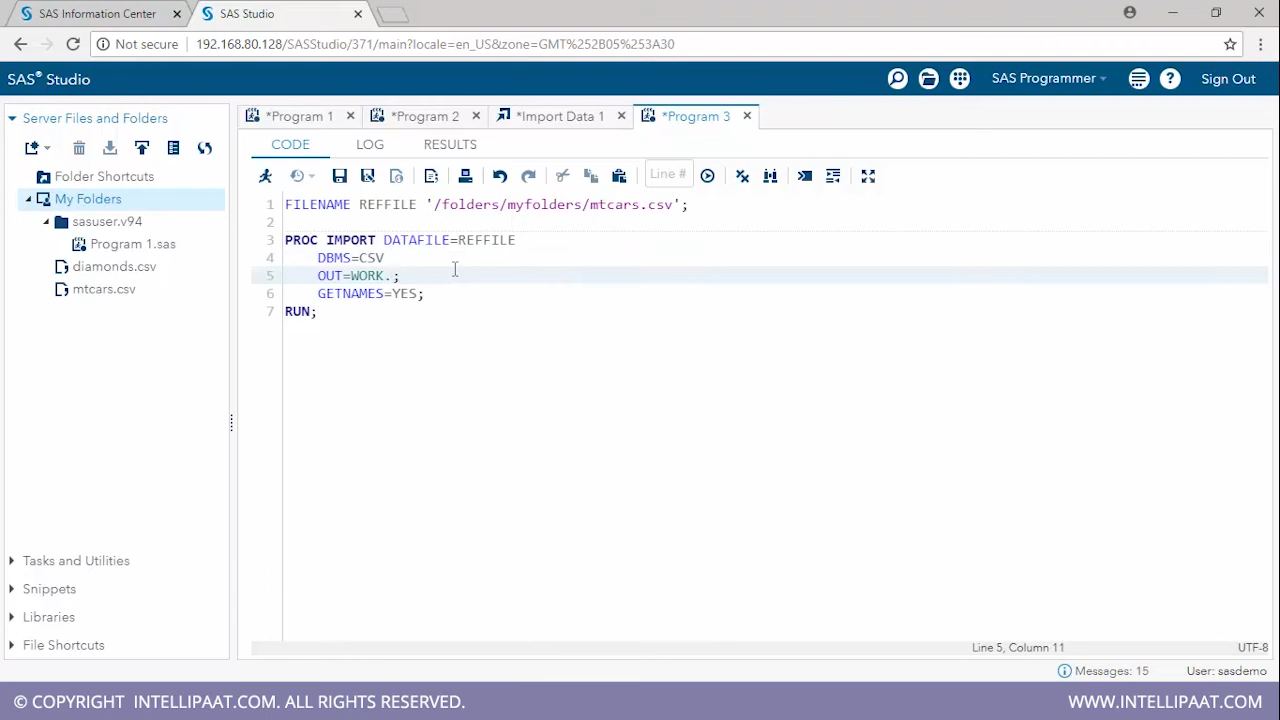 SAS Information Center
SAS Studio
Not secure
192.168.80.128/SASStudio/371/main?locale=en_US&zone=GMT%252B05%253A30
SAS® Studio
SAS Programmer
Sign Out
Server Files and Folders
*Program 1
*Program 2
*Import Data 1
*Program 3
CODE
LOG
RESULTS
Line #
Folder Shortcuts
My Folders
sasuser.v94
Program 1.sas
diamonds.csv
mtcars.csv
1 FILENAME REFFILE '/folders/myfolders/mtcars.csv';
2
3 PROC IMPORT DATAFILE=REFFILE
4 DBMS=CSV
5 OUT=WORK.;
6 GETNAMES=YES;
7 RUN;
Tasks and Utilities
Snippets
Libraries
File Shortcuts
Line 5, Column 11
UTF-8
Messages: 15
User: sasdemo
© COPYRIGHT INTELLIPAAT.COM. ALL RIGHTS RESERVED.
WWW.INTELLIPAAT.COM